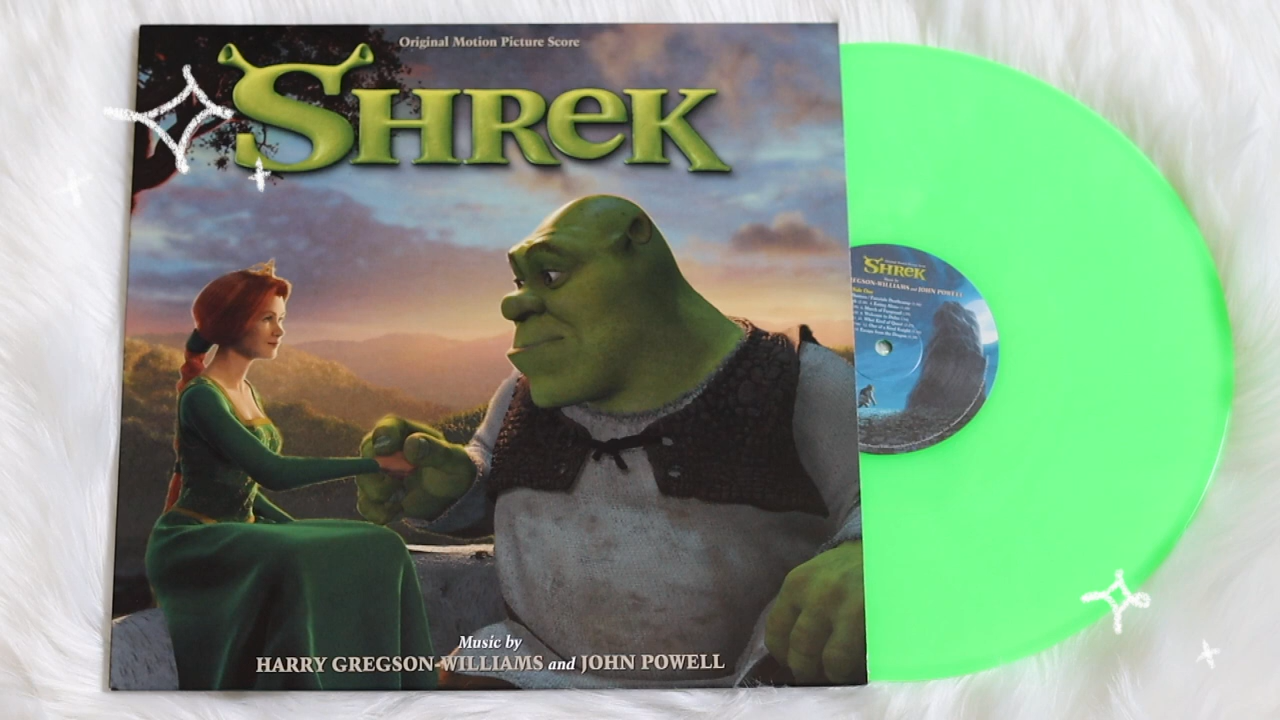 Original Motion Picture Score
SHReK
Music by
HARRY GREGSON-WILLIAMS and JOHN POWELL
SHReK
GREGSON-WILLIAMS and JOHN POWELL